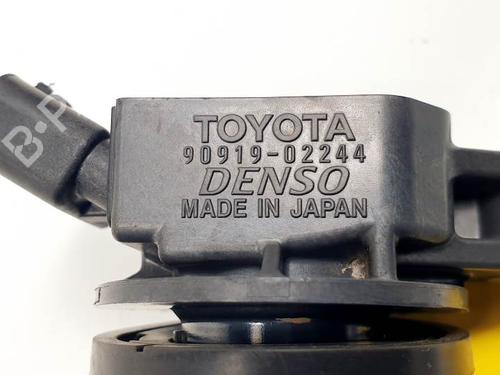 TOYOTA
90919-02244
DENSO
MADE IN JAPAN